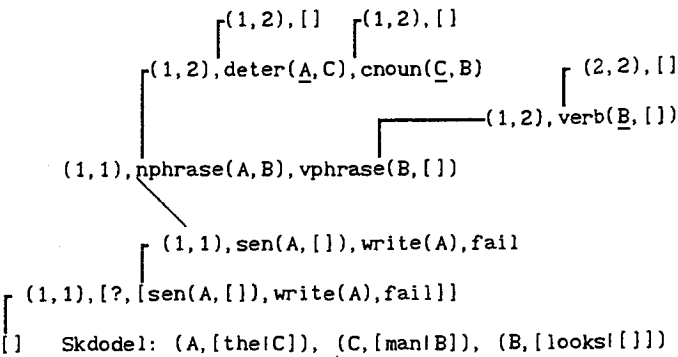 (1,2),[] (1,2),[]
(1,2),deter(A,C),cnoun(C,B) (2,2),[]
(1,2),verb(B,[])
(1,1),nphrase(A,B),vphrase(B,[])
(1,1),sen(A,[]),write(A),fail
(1,1),[?,[sen(A,[]),write(A),fail]]
[] Skdodel: (A,[the|C]), (C,[man|B]), (B,[looks|[]])